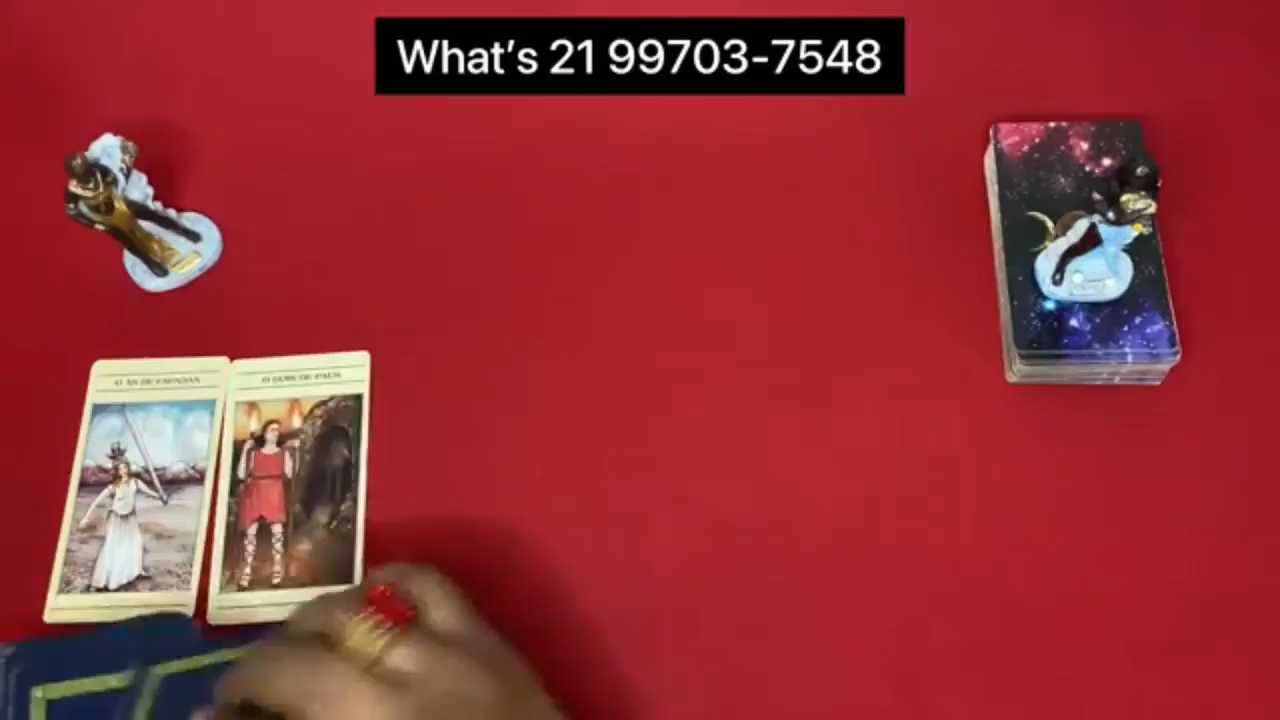 What's 21 99703-7548
O ÁS DE ESPADAS
O DOIS DE PAUS